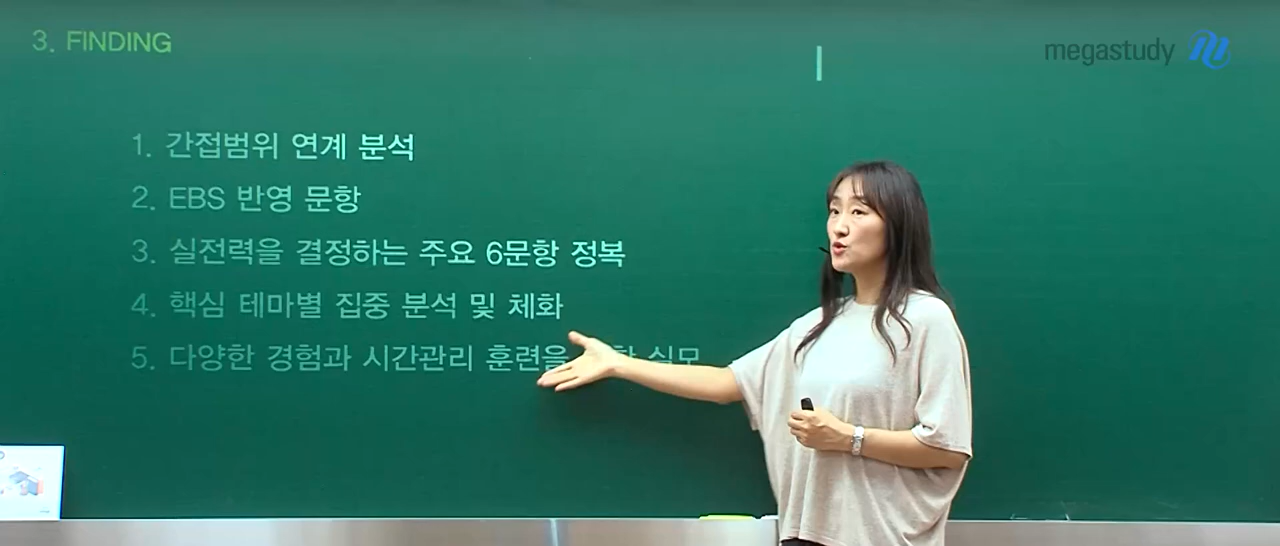 3. FINDING
megastudy
1. 간접범위 연계 분석
2. EBS 반영 문항
3. 실전력을 결정하는 주요 6문항 정복
4. 핵심 테마별 집중 분석 및 체화
5. 다양한 경험과 시간관리 훈련을 실모